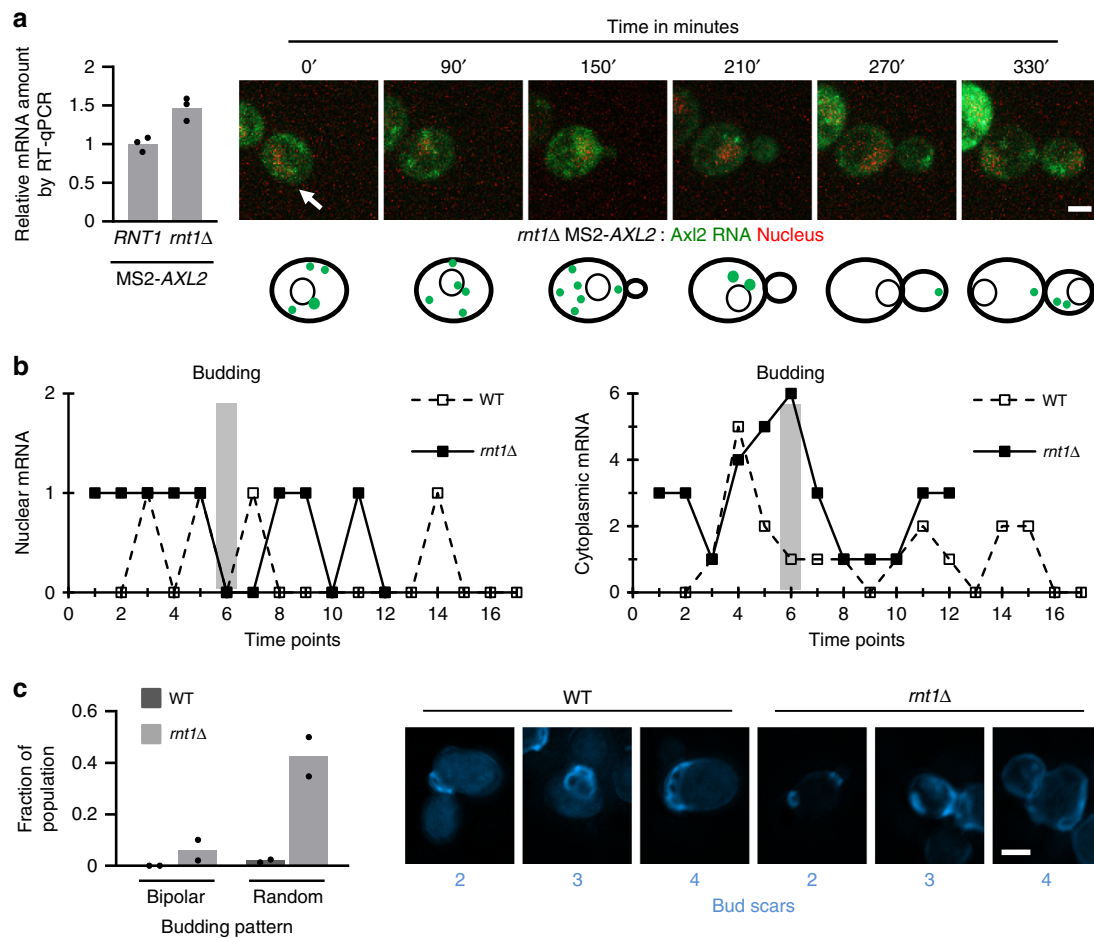 a
Relative mRNA amount
by RT-qPCR
2
1.5
1
0.5
0
RNT1 rnt1Δ
MS2-AXL2
Time in minutes
0′ 90′ 150′ 210′ 270′ 330′
rnt1Δ MS2-AXL2 : Axl2 RNA Nucleus
b
Nuclear mRNA
2
1
0
Budding
WT
rnt1Δ
0 2 4 6 8 10 12 14 16
Time points
Cytoplasmic mRNA
6
4
2
0
Budding
WT
rnt1Δ
0 2 4 6 8 10 12 14 16
Time points
c
Fraction of
population
WT
rnt1Δ
0.6
0.4
0.2
0
Bipolar Random
Budding pattern
WT rnt1Δ
2 3 4 2 3 4
Bud scars